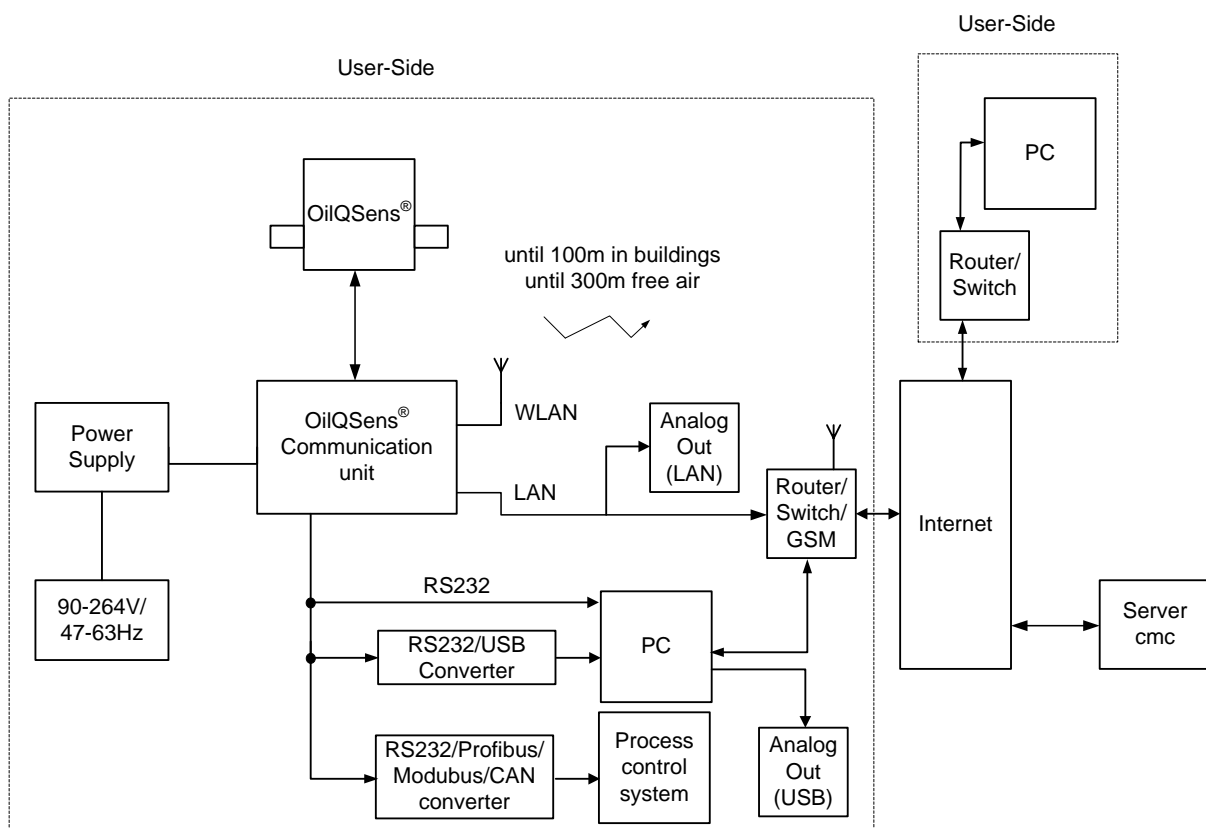 User-Side
User-Side
PC
OilQSens®
until 100m in buildings
until 300m free air
Router/
Switch
Power
Supply
OilQSens®
Communication
unit
WLAN
LAN
Analog
Out
(LAN)
Router/
Switch/
GSM
Internet
90-264V/
47-63Hz
RS232
RS232/USB
Converter
PC
Server
cmc
RS232/Profibus/
Modubus/CAN
converter
Process
control
system
Analog
Out
(USB)